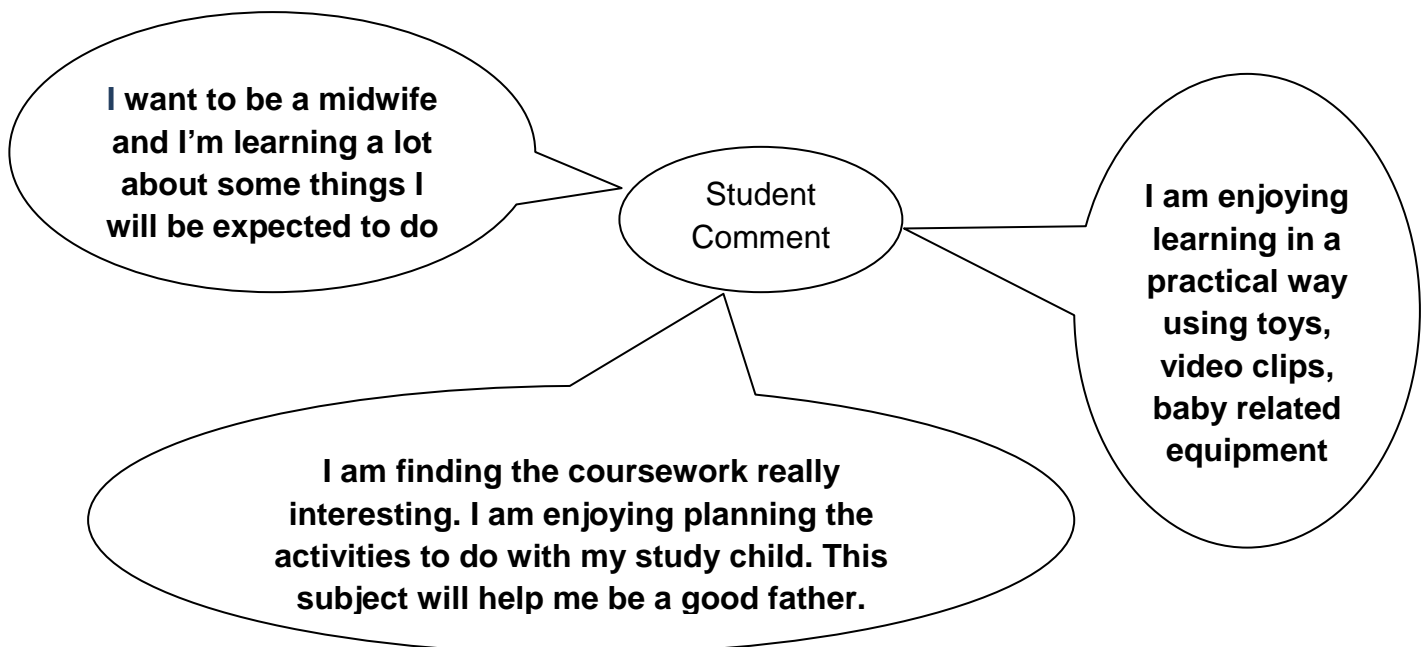 I want to be a midwife
and I’m learning a lot
about some things I
will be expected to do
Student
Comment
I am enjoying
learning in a
practical way
using toys,
video clips,
baby related
equipment
I am finding the coursework really
interesting. I am enjoying planning the
activities to do with my study child. This
subject will help me be a good father.